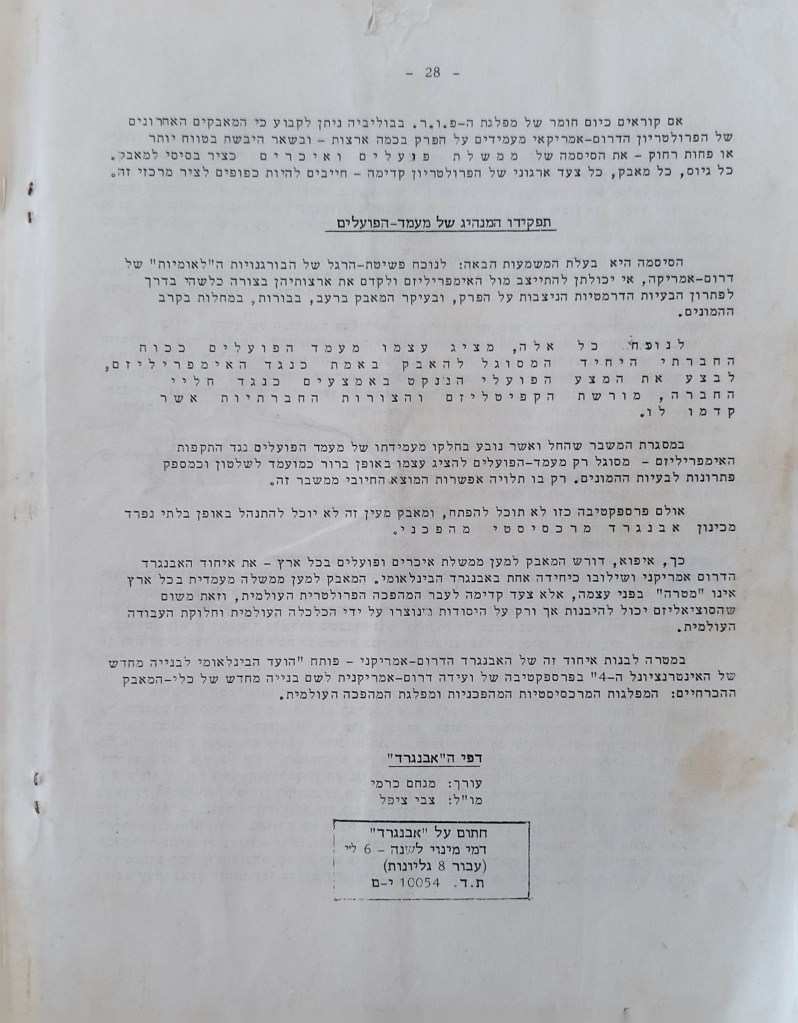 - 28 -
אם קוראים כיום חומר של מפלגת ה-פ.ו.ר. בבוליביה ניתן לקבוע כי המאבקים האחרונים
של הפרולטריון הדרום-אמריקאי מעמידים על הפרק בכמה ארצות - ובשאר היבשת בטווח יותר
או פחות רחוק - את הסיסמה של ממשלת פועלים ואיכרים כציר בסיסי למאבק.
כל גיוס, כל מאבק, כל צעד ארגוני של הפרולטריון קדימה - חייבים להיות כפופים לציר מרכזי זה.
תפקידו המנהיג של מעמד-הפועלים
הסיסמה היא בעלת המשמעות הבאה: לנוכח פשיטת-הרגל של הבורגנויות ה"לאומיות" של
דרום-אמריקה, אי יכולתן להתייצב מול האימפריליזם ולקדם את ארצותיהן בצורה כלשהי בדרך
לפתרון הבעיות הדרמטיות הניצבות על הפרק, ובעיקר המאבק ברעב, בבורות, במחלות בקרב
ההמונים.
לנוכח כל אלה, מציג עצמו מעמד הפועלים ככוח
החברתי היחיד המסוגל להאבק באמת כנגד האימפריליזם,
לבצע את המצע הפועלי הננקט באמצעים כנגד חליי
החברה, מורשת הקפיטליזם והצורות החברתיות אשר
קדמו לו.
במסגרת המשבר שהחל ואשר נובע בחלקו מעמידתו של מעמד הפועלים נגד התקפות
האימפריליזם - מסוגל רק מעמד-הפועלים להציג עצמו באופן ברור כמועמד לשלטון וכמספק
פתרונות לבעיות ההמונים. רק בו תלויה אפשרות המוצא החיובי ממשבר זה.
אולם פרספקטיבה כזו לא תוכל להפתח, ומאבק מעין זה לא יוכל להתנהל באופן בלתי נפרד
מכינון אבנגרד מרכסיסטי מהפכני.
כך, איפוא, דורש המאבק למען ממשלת איכרים ופועלים בכל ארץ - את איחוד האבנגרד
הדרום אמריקני ושילובו כיחידה אחת באבנגרד הבינלאומי. המאבק למען ממשלה מעמדית בכל ארץ
אינו "מטרה" בפני עצמה, אלא צעד קדימה לעבר המהפכה הפרולטרית העולמית, וזאת משום
שהסוציאליזם יכול להיבנות אך ורק על היסודות שנוצרו על ידי הכלכלה העולמית וחלוקת העבודה
העולמית.
במטרה לבנות איחוד זה של האבנגרד הדרום-אמריקני - פותח "הועד הבינלאומי לבנייה מחדש
של האינטרנציונל ה-4" בפרספקטיבה של ועידה דרום-אמריקנית לשם בנייה מחדש של כלי-המאבק
ההכרחיים: המפלגות המרכסיסטיות המהפכניות ומפלגת המהפכה העולמית.
דפי ה"אבנגרד"
עורך: מנחם כרמי
מו"ל: צבי ציפל
חתום על "אבנגרד"
דמי מינוי לשנה - 6 ל"י
(עבור 8 גליונות)
ת.ד. 10054 י-ם